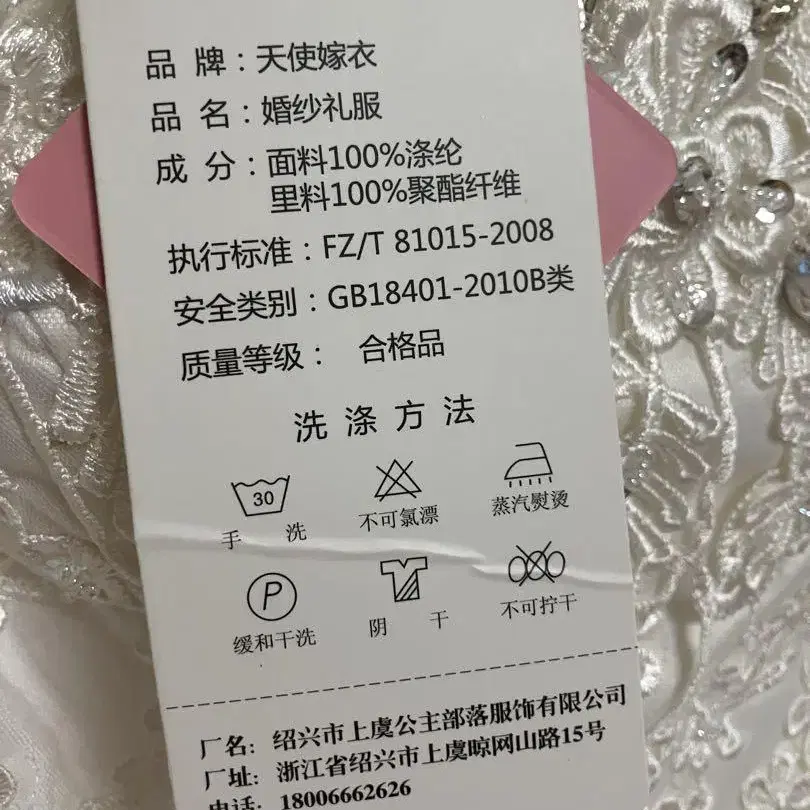 品 牌：天使嫁衣
品 名：婚纱礼服
成 分：面料100%涤纶
里料100%聚酯纤维
执行标准：FZ/T 81015-2008
安全类别：GB18401-2010B类
质量等级： 合格品
洗 涤 方 法
30
手 洗 不可氯漂 蒸汽熨烫
P
缓和干洗 阴 干 不可拧干
厂名：绍兴市上虞公主部落服饰有限公司
厂址：浙江省绍兴市上虞晾网山路15号
电话：18006662626